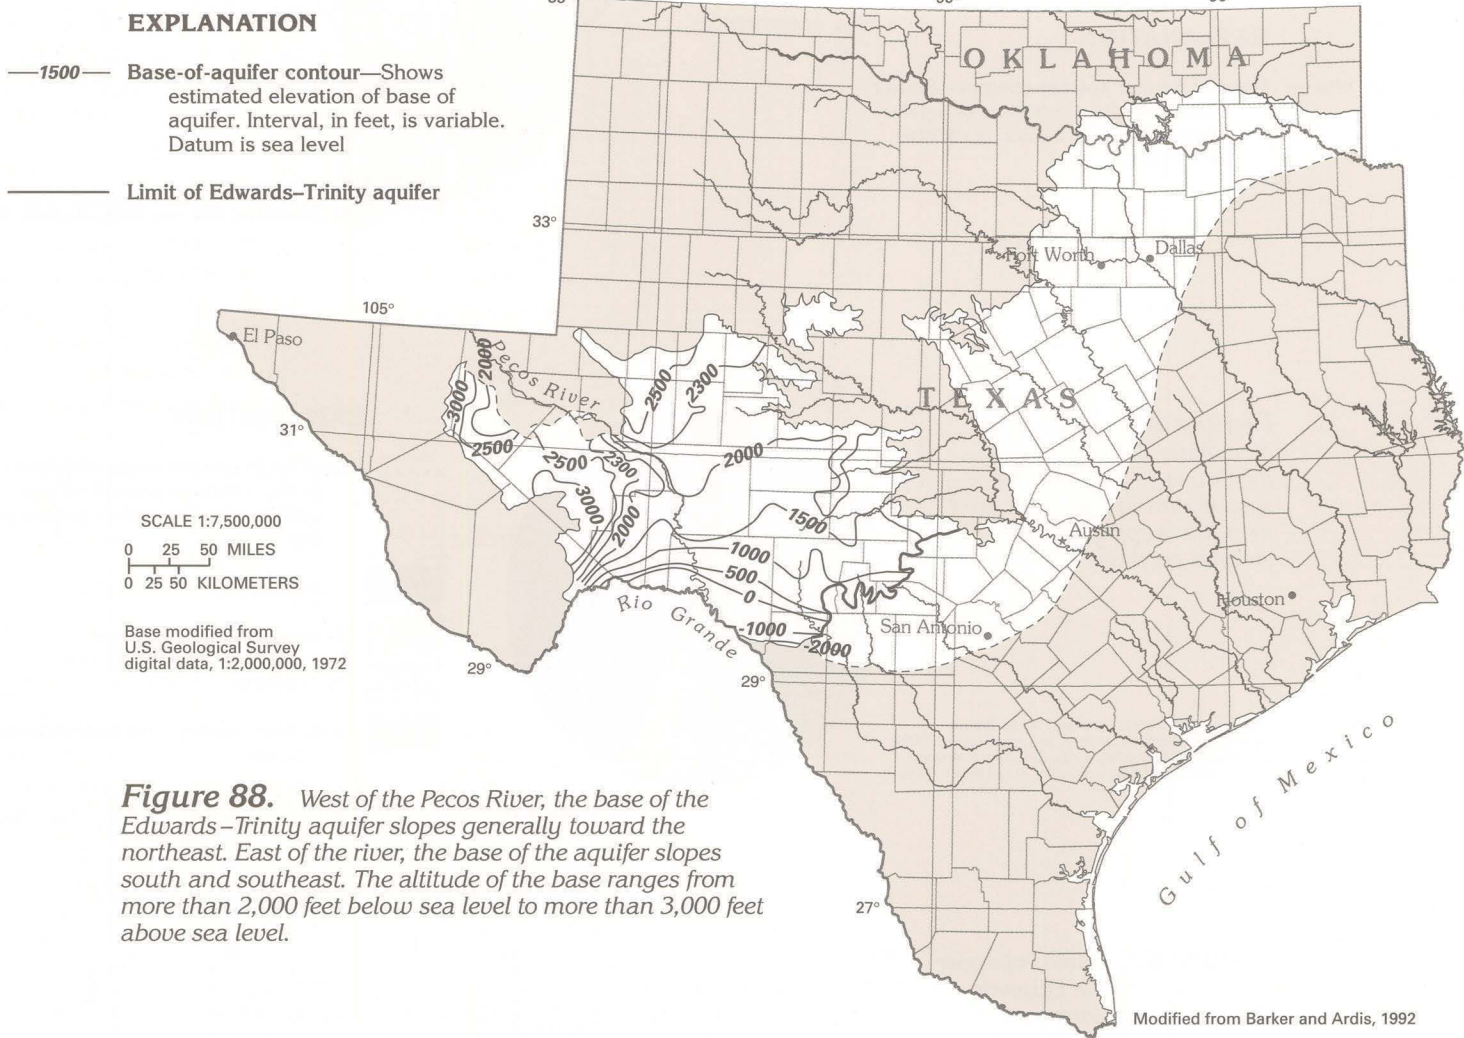 EXPLANATION
—1500— Base-of-aquifer contour—Shows
estimated elevation of base of
aquifer. Interval, in feet, is variable.
Datum is sea level
Limit of Edwards–Trinity aquifer
OKLAHOMA
33°
Fort Worth
Dallas
105°
El Paso
2000
Pecos River
3000
2500
2300
TEXAS
31°
2500
2500
2300
2000
3000
2000
1500
SCALE 1:7,500,000
0 25 50 MILES
0 25 50 KILOMETERS
Austin
1000
500
0
Rio Grande
Houston
-1000
San Antonio
-2000
Base modified from
U.S. Geological Survey
digital data, 1:2,000,000, 1972
29°
29°
Gulf of Mexico
Figure 88. West of the Pecos River, the base of the
Edwards–Trinity aquifer slopes generally toward the
northeast. East of the river, the base of the aquifer slopes
south and southeast. The altitude of the base ranges from
more than 2,000 feet below sea level to more than 3,000 feet
above sea level.
27°
Modified from Barker and Ardis, 1992